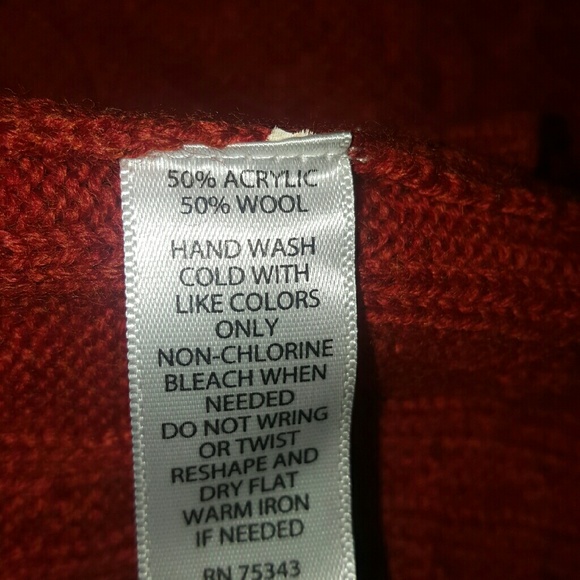 50% ACRYLIC
50% WOOL
HAND WASH
COLD WITH
LIKE COLORS
ONLY
NON-CHLORINE
BLEACH WHEN
NEEDED
DO NOT WRING
OR TWIST
RESHAPE AND
DRY FLAT
WARM IRON
IF NEEDED
RN 75343